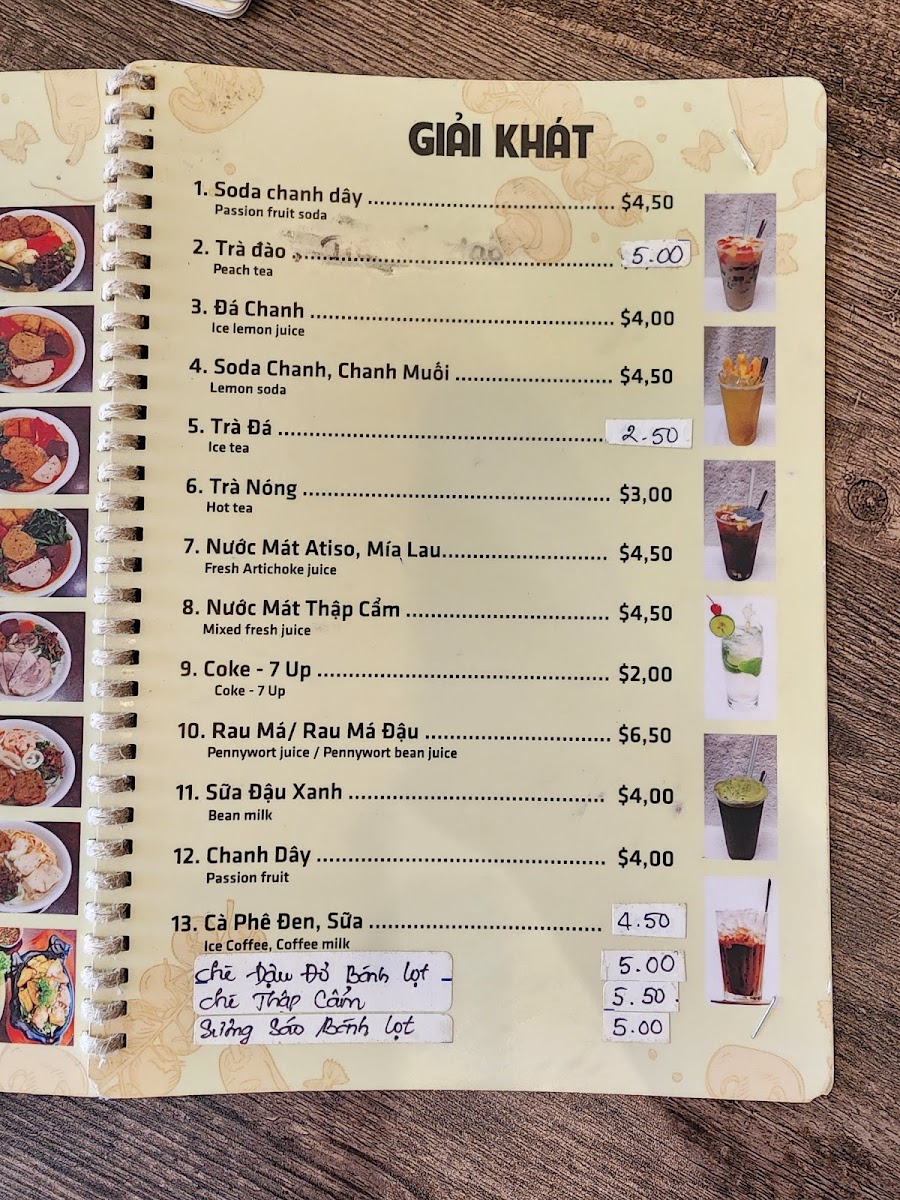 GIẢI KHÁT
1. Soda chanh dây ........ $4,50
Passion fruit soda
2. Trà đào ........ 5.00
Peach tea
3. Đá Chanh ........ $4,00
Ice lemon juice
4. Soda Chanh, Chanh Muối ........ $4,50
Lemon soda
5. Trà Đá ........ 2.50
Ice tea
6. Trà Nóng ........ $3,00
Hot tea
7. Nước Mát Atiso, Mía Lau ........ $4,50
Fresh Artichoke juice
8. Nước Mát Thập Cẩm ........ $4,50
Mixed fresh juice
9. Coke - 7 Up ........ $2,00
Coke - 7 Up
10. Rau Má/ Rau Má Đậu ........ $6,50
Pennywort juice / Pennywort bean juice
11. Sữa Đậu Xanh ........ $4,00
Bean milk
12. Chanh Dây ........ $4,00
Passion fruit
13. Cà Phê Đen, Sữa ........ 4.50
Ice Coffee, Coffee milk
Chè Đậu Đỏ Bánh lọt 5.00
Chè Thập Cẩm 5.50
Sương Sáo Bánh lọt 5.00